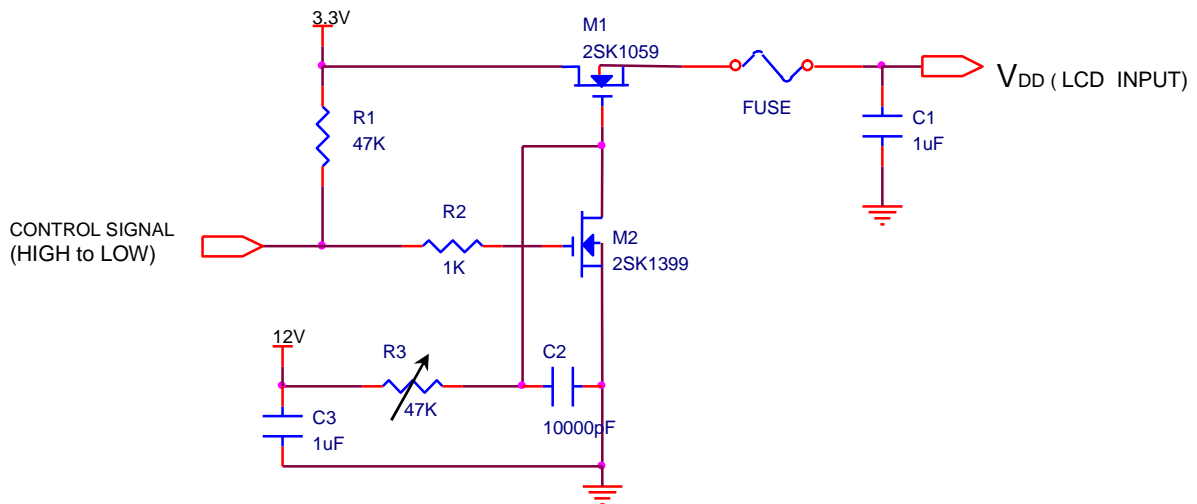 3.3V
M1
2SK1059
FUSE
VDD ( LCD INPUT)
R1
47K
C1
1uF
CONTROL SIGNAL
(HIGH to LOW)
R2
1K
M2
2SK1399
12V
R3
47K
C2
10000pF
C3
1uF